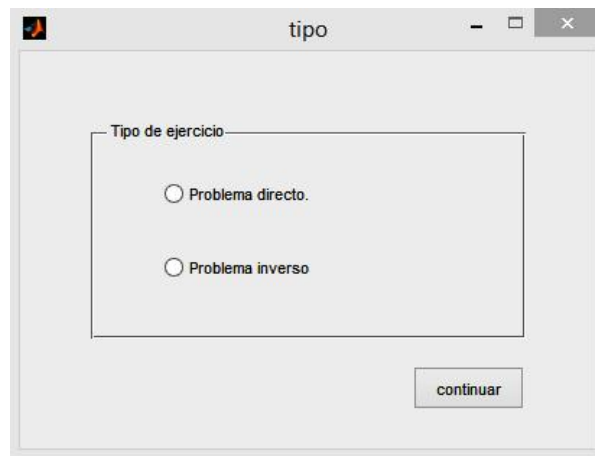 tipo
Tipo de ejercicio
Problema directo.
Problema inverso
continuar